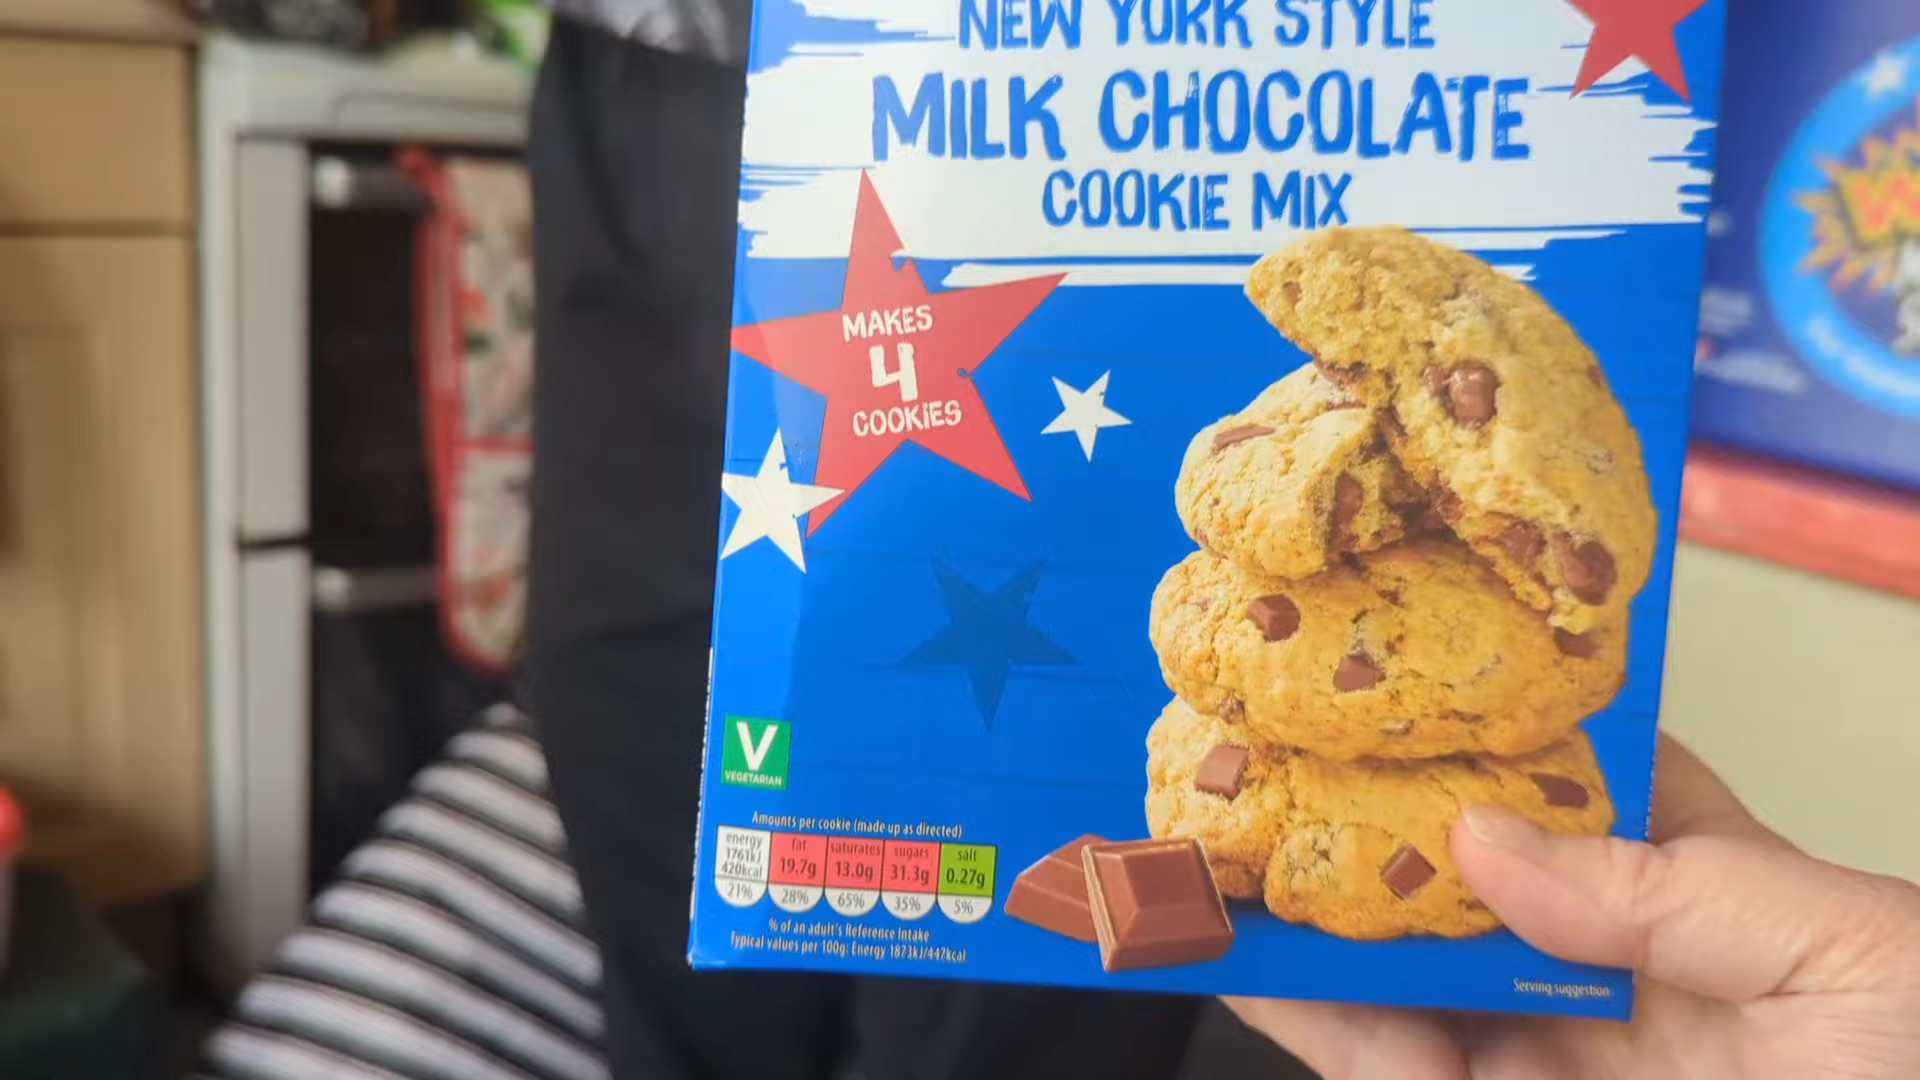 NEW YORK STYLE
MILK CHOCOLATE
COOKIE MIX
MAKES
4
COOKIES
V
VEGETARIAN
Amounts per cookie (made up as directed)
energy fat saturates sugars salt
1761kJ
420kcal 19.7g 13.0g 31.3g 0.27g
21% 28% 65% 35% 5%
% of an adult's Reference Intake
Typical values per 100g: Energy 1873kJ/447kcal
Serving suggestion